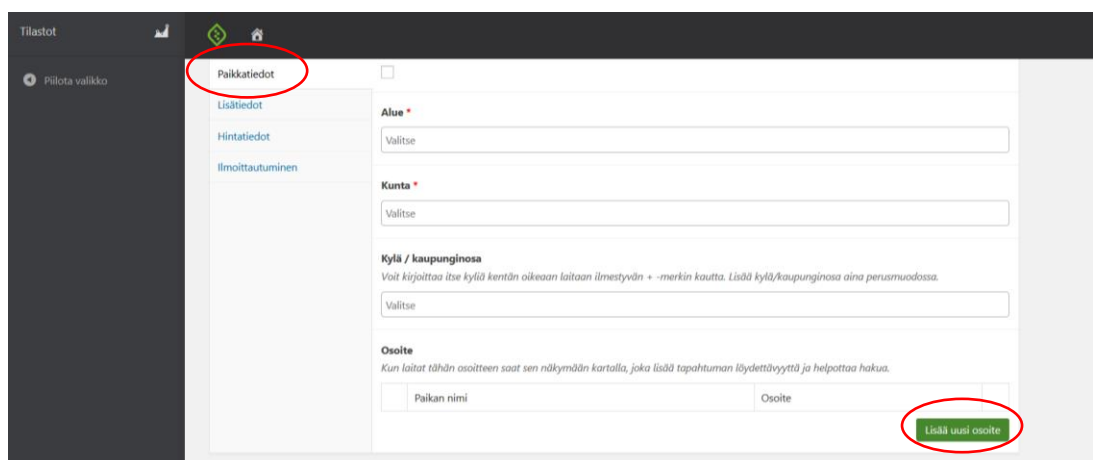 Tilastot
Piilota valikko
Paikkatiedot
Lisätiedot
Hintatiedot
Ilmoittautuminen
Alue *
Valitse
Kunta *
Valitse
Kylä / kaupunginosa
Voit kirjoittaa itse kyliä kentän oikeaan laitaan ilmestyvän + -merkin kautta. Lisää kylä/kaupunginosa aina perusmuodossa.
Valitse
Osoite
Kun laitat tähän osoitteen saat sen näkymään kartalla, joka lisää tapahtuman löydettävyyttä ja helpottaa hakua.
Paikan nimi Osoite
Lisää uusi osoite